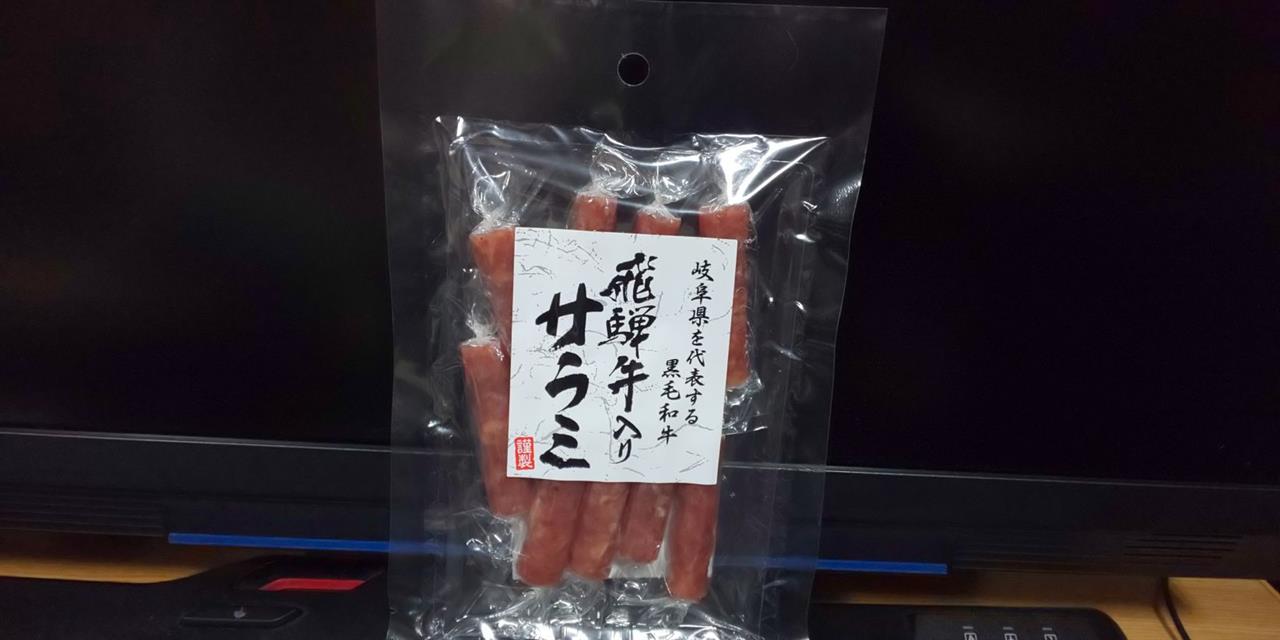 岐阜県を代表する
黒毛和牛
飛騨牛入り
サラミ
謹製